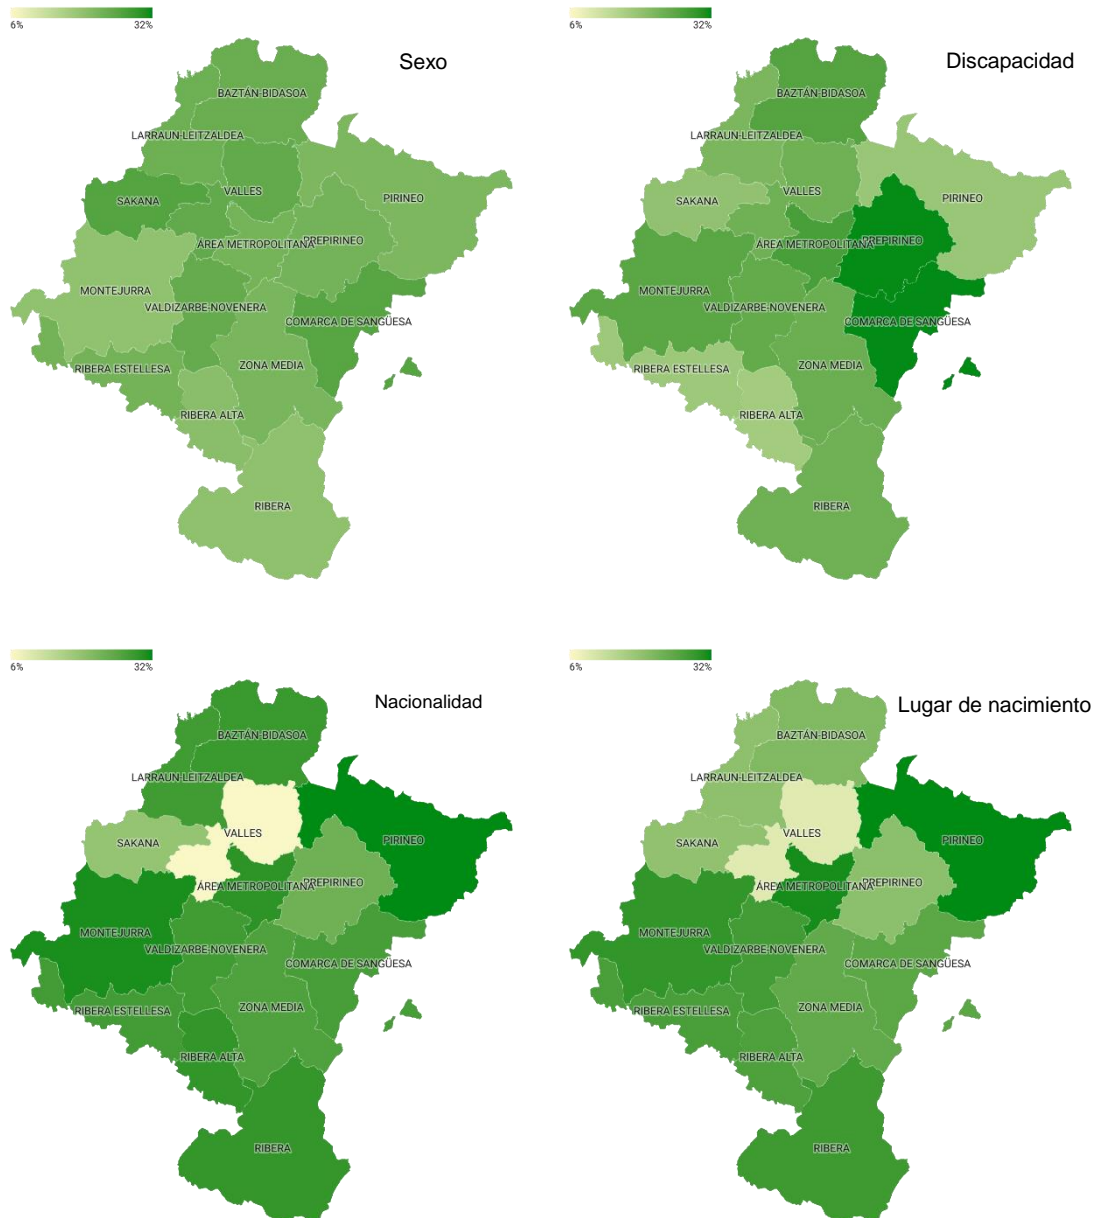 6% 32%
Sexo
BAZTÁN-BIDASOA
LARRAUN-LEITZALDEA
VALLES
SAKANA
PIRINEO
ÁREA METROPOLITANA
PREPIRINEO
MONTEJURRA
VALDIZARBE-NOVENERA
COMARCA DE SANGÜESA
RIBERA ESTELLESA
ZONA MEDIA
RIBERA ALTA
RIBERA
6% 32%
Discapacidad
BAZTÁN-BIDASOA
LARRAUN-LEITZALDEA
VALLES
SAKANA
PIRINEO
ÁREA METROPOLITANA
PREPIRINEO
MONTEJURRA
VALDIZARBE-NOVENERA
COMARCA DE SANGÜESA
RIBERA ESTELLESA
ZONA MEDIA
RIBERA ALTA
RIBERA
6% 32%
Nacionalidad
BAZTÁN-BIDASOA
LARRAUN-LEITZALDEA
VALLES
SAKANA
PIRINEO
ÁREA METROPOLITANA
PREPIRINEO
MONTEJURRA
VALDIZARBE-NOVENERA
COMARCA DE SANGÜESA
RIBERA ESTELLESA
ZONA MEDIA
RIBERA ALTA
RIBERA
6% 32%
Lugar de nacimiento
BAZTÁN-BIDASOA
LARRAUN-LEITZALDEA
VALLES
SAKANA
PIRINEO
ÁREA METROPOLITANA
PREPIRINEO
MONTEJURRA
VALDIZARBE-NOVENERA
COMARCA DE SANGÜESA
RIBERA ESTELLESA
ZONA MEDIA
RIBERA ALTA
RIBERA